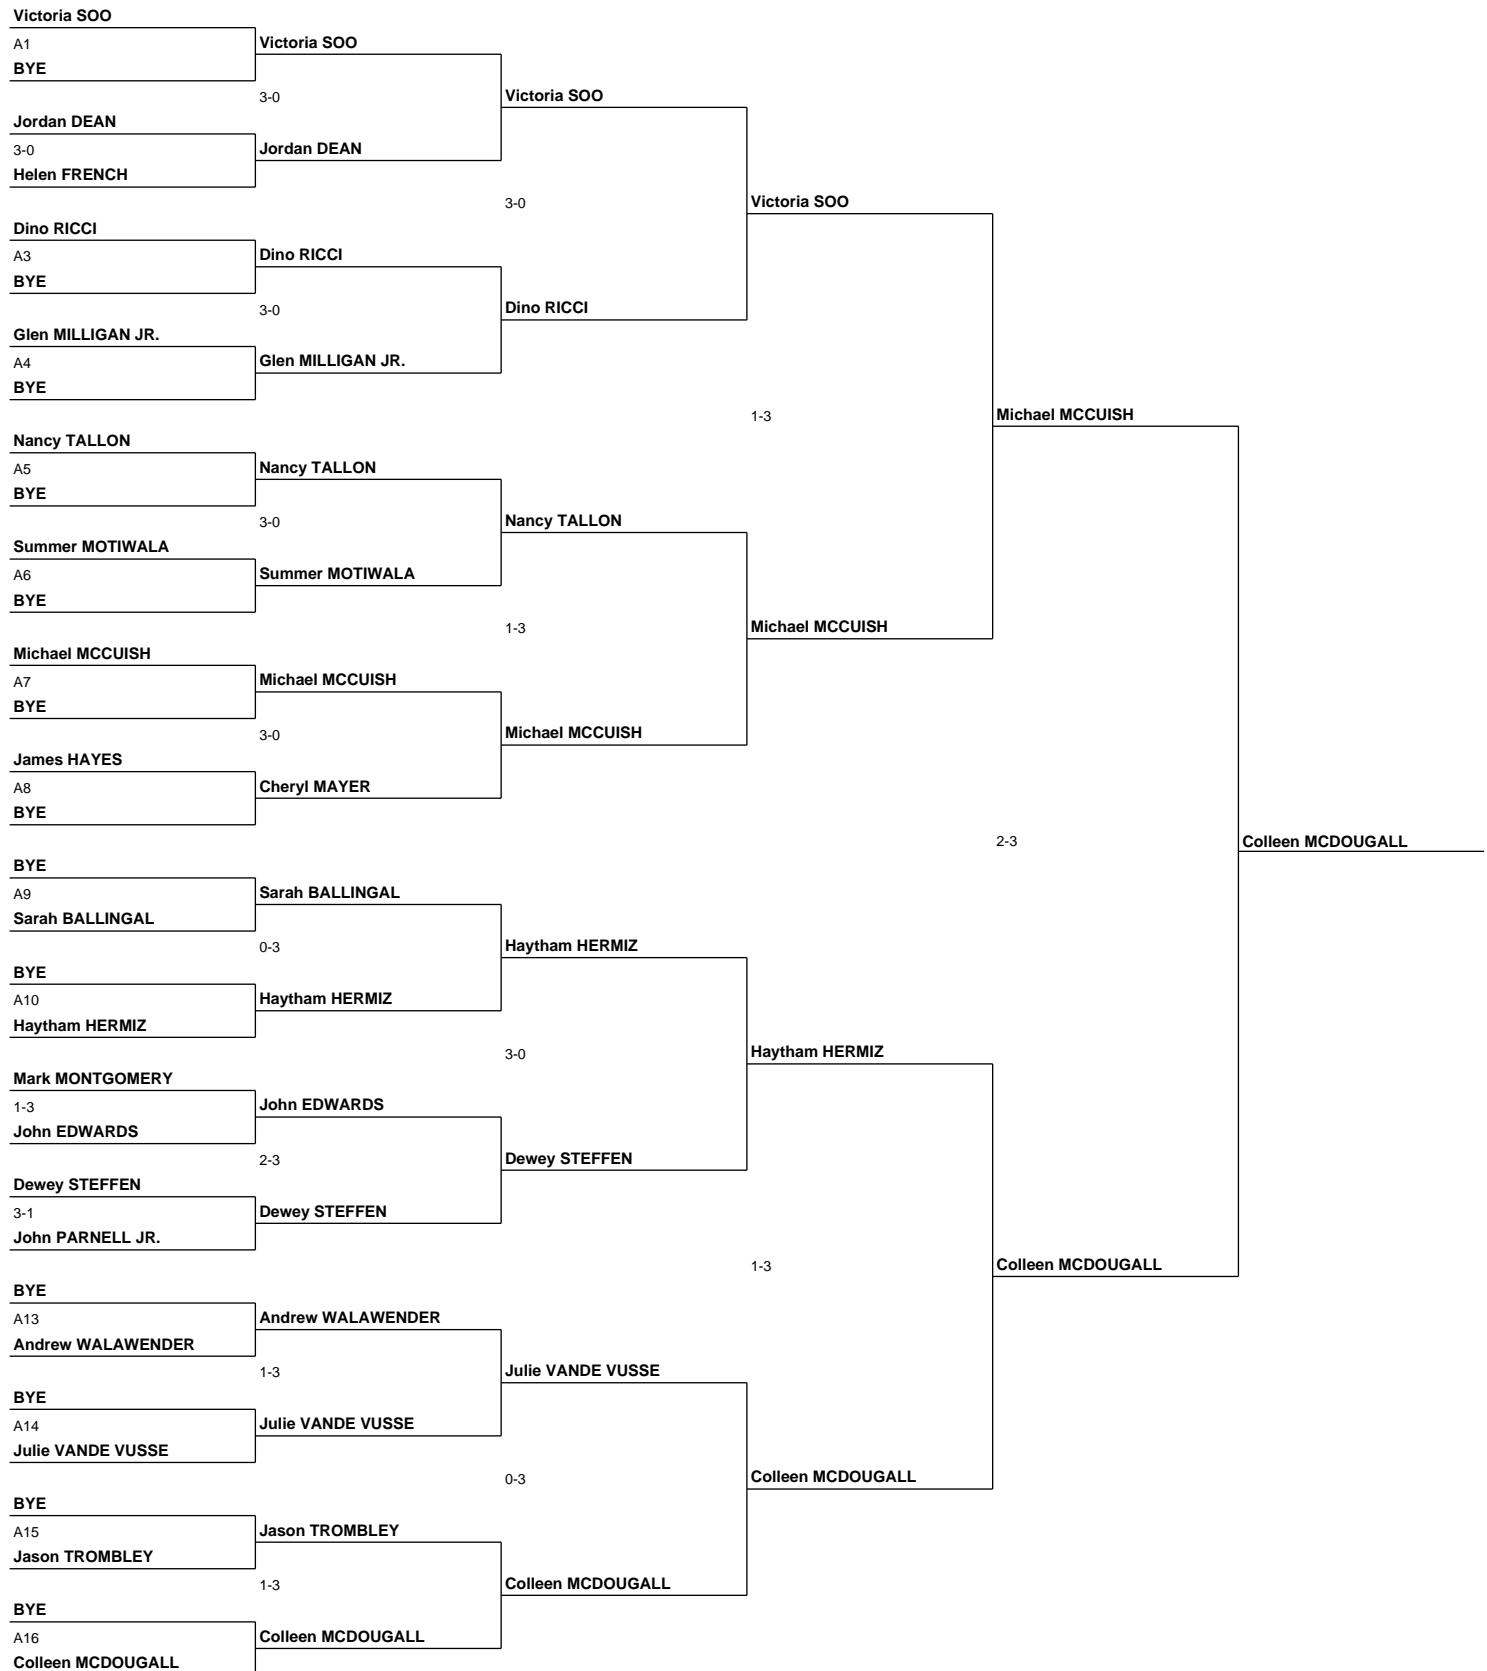 Victoria SOO
A1
Victoria SOO
BYE
3-0
Victoria SOO
Jordan DEAN
3-0
Jordan DEAN
Helen FRENCH
3-0
Victoria SOO
Dino RICCI
A3
Dino RICCI
BYE
3-0
Dino RICCI
Glen MILLIGAN JR.
A4
Glen MILLIGAN JR.
BYE
1-3
Michael MCCUISH
Nancy TALLON
A5
Nancy TALLON
BYE
3-0
Nancy TALLON
Summer MOTIWALA
A6
Summer MOTIWALA
BYE
1-3
Michael MCCUISH
Michael MCCUISH
A7
Michael MCCUISH
BYE
3-0
Michael MCCUISH
James HAYES
A8
Cheryl MAYER
BYE
2-3
Colleen MCDOUGALL
BYE
A9
Sarah BALLINGAL
Sarah BALLINGAL
0-3
Haytham HERMIZ
BYE
A10
Haytham HERMIZ
Haytham HERMIZ
3-0
Haytham HERMIZ
Mark MONTGOMERY
1-3
John EDWARDS
John EDWARDS
2-3
Dewey STEFFEN
Dewey STEFFEN
3-1
Dewey STEFFEN
John PARNELL JR.
1-3
Colleen MCDOUGALL
BYE
A13
Andrew WALAWENDER
Andrew WALAWENDER
1-3
Julie VANDE VUSSE
BYE
A14
Julie VANDE VUSSE
Julie VANDE VUSSE
0-3
Colleen MCDOUGALL
BYE
A15
Jason TROMBLEY
Jason TROMBLEY
1-3
Colleen MCDOUGALL
BYE
A16
Colleen MCDOUGALL
Colleen MCDOUGALL